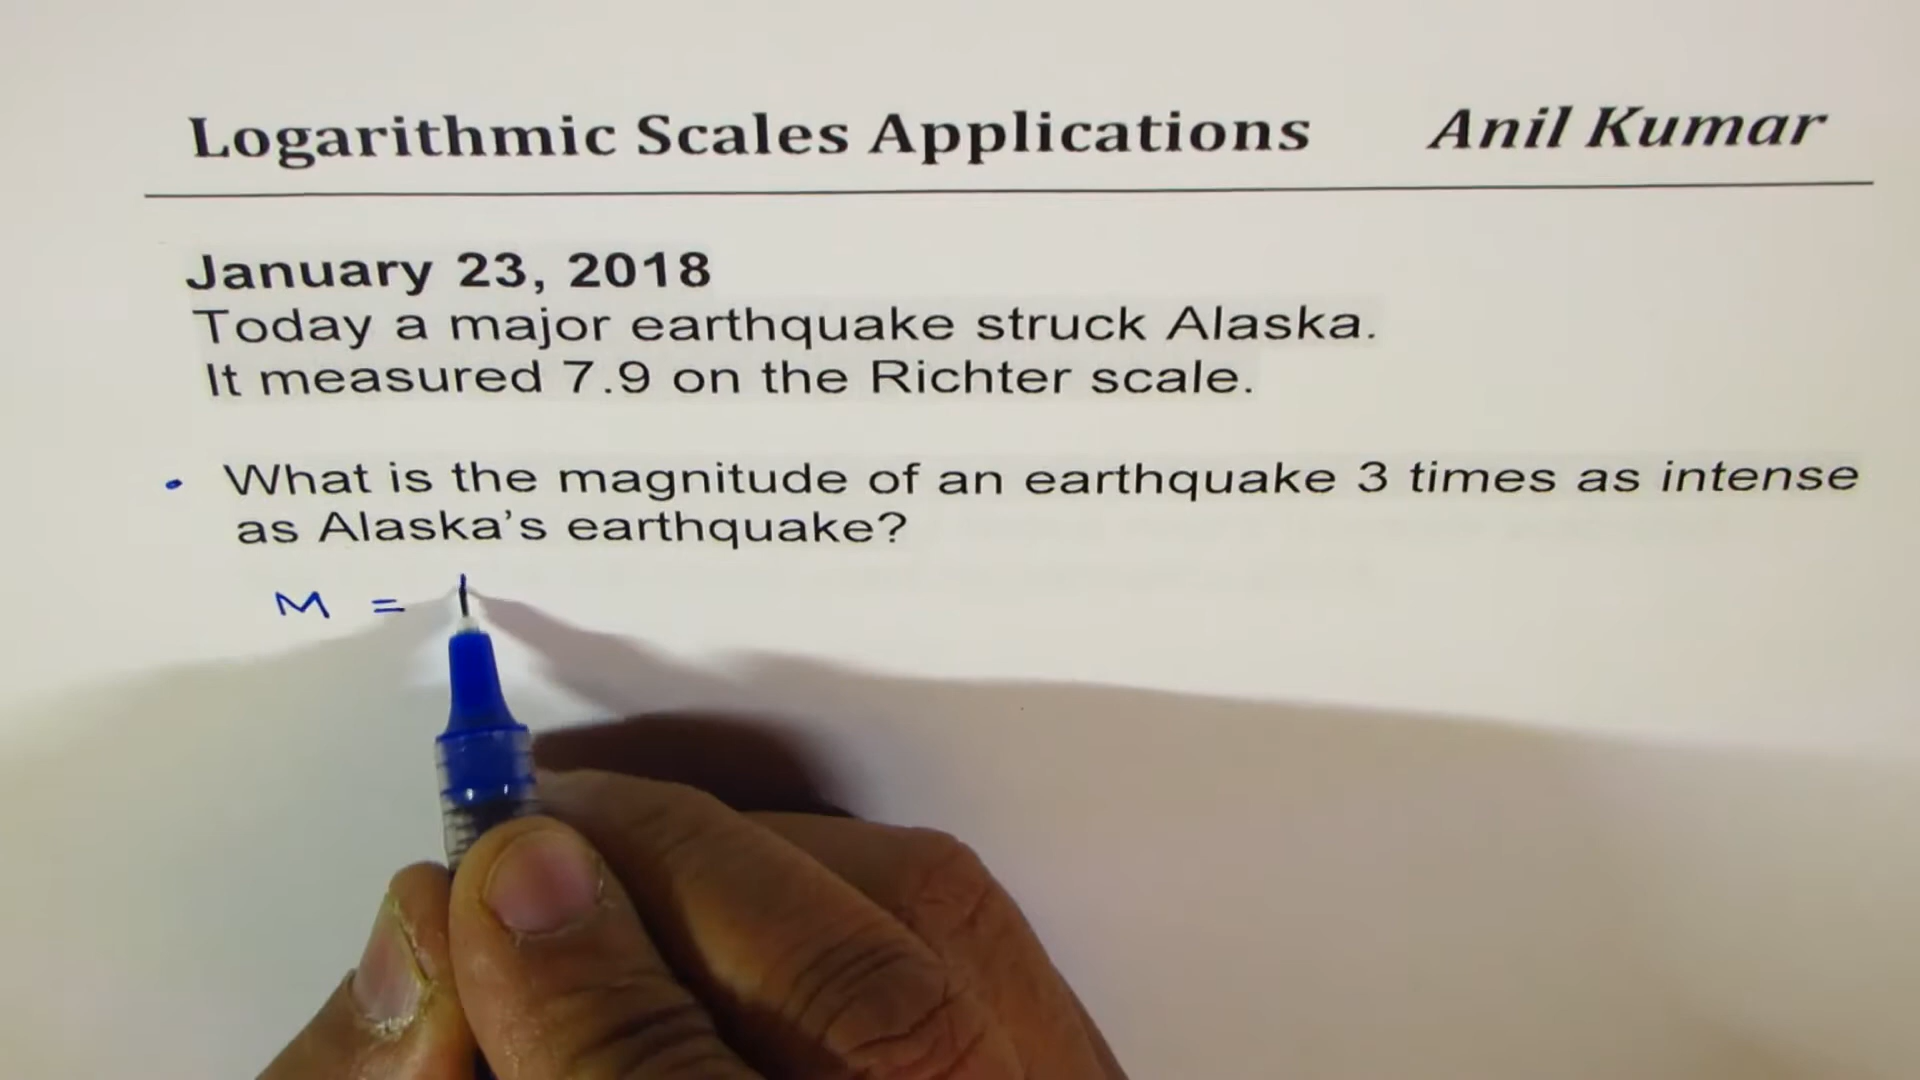 Logarithmic Scales Applications Anil Kumar
January 23, 2018
Today a major earthquake struck Alaska.
It measured 7.9 on the Richter scale.
• What is the magnitude of an earthquake 3 times as intense
as Alaska's earthquake?
M =